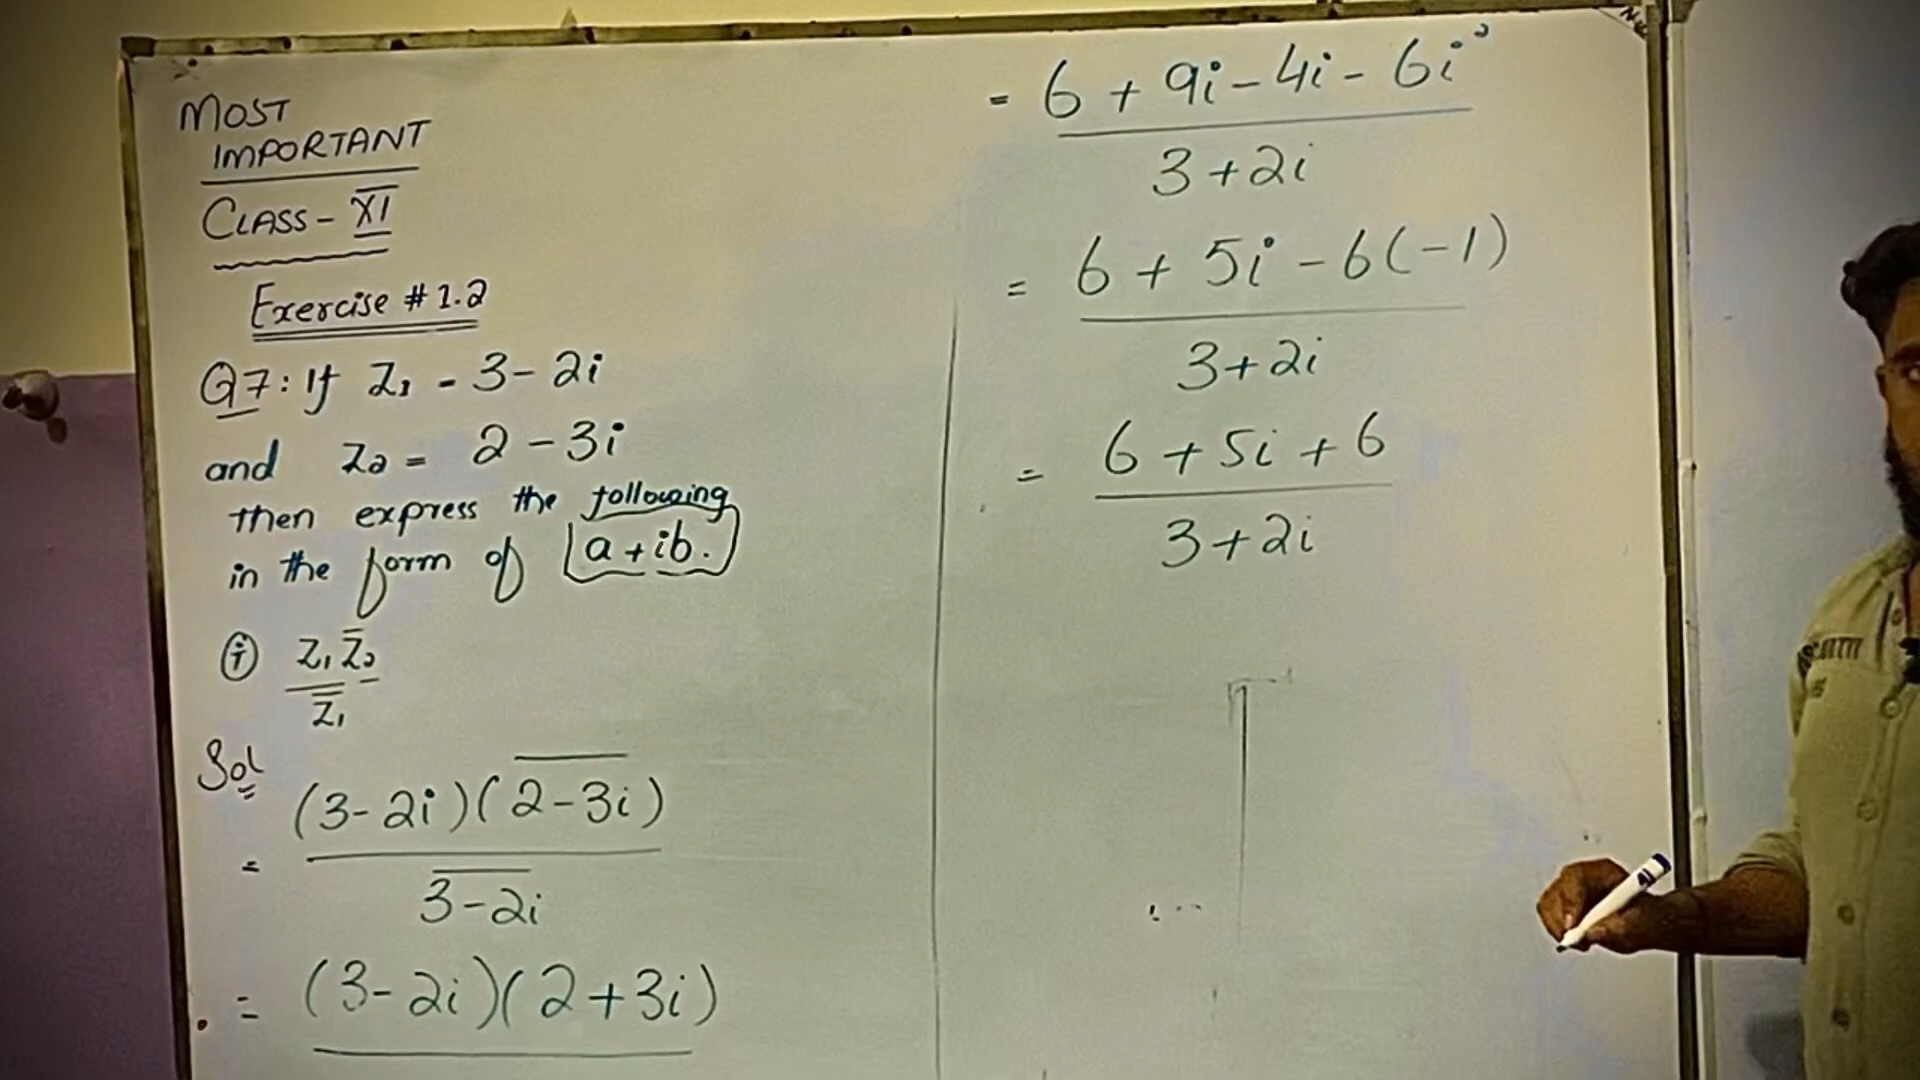 MOST
IMPORTANT
CLASS - XI
Exercise # 1.2
Q7: If z₁ = 3 - 2i
and z₂ = 2 - 3i
then express the following
in the form of a + ib.
(i) z₁ z̅₂
z̅₁
Sol
(3 - 2i)(2 - 3i)
=
3 - 2i
= (3 - 2i)(2 + 3i)
= 6 + 9i - 4i - 6i²
3 + 2i
= 6 + 5i - 6(-1)
3 + 2i
= 6 + 5i + 6
3 + 2i